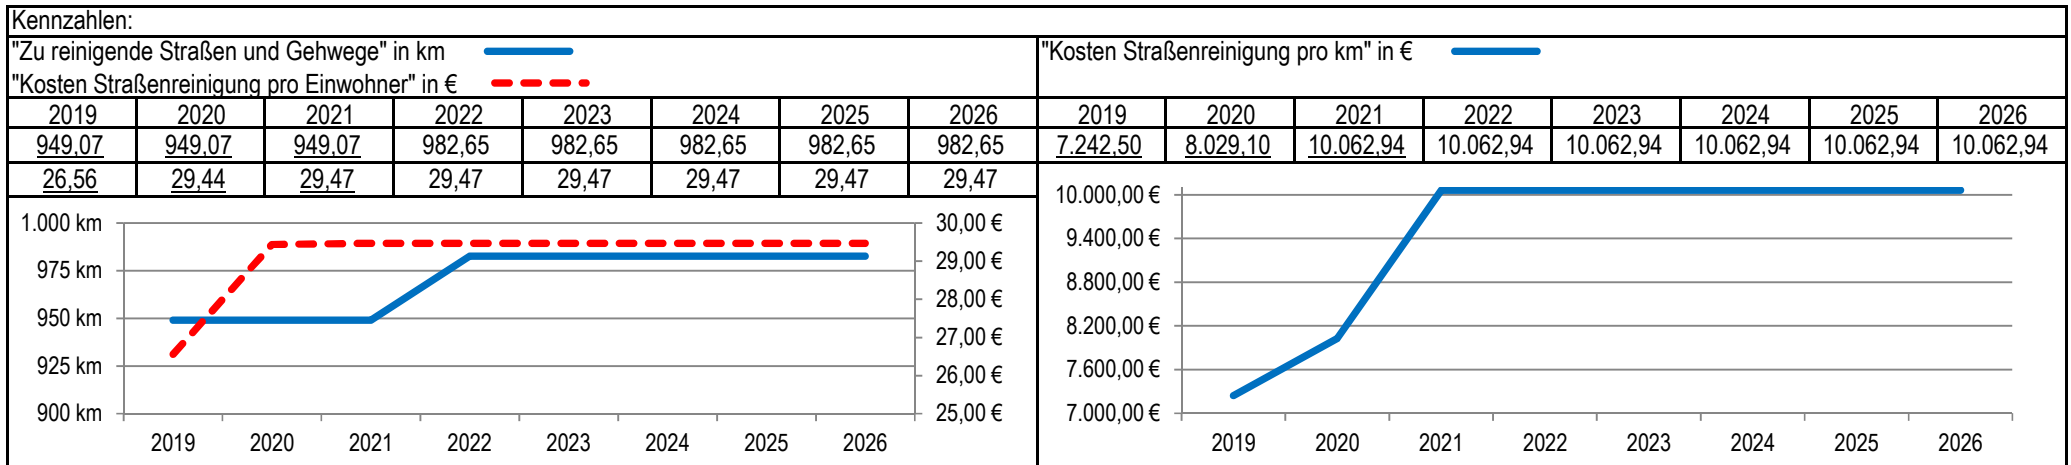 Kennzahlen:
"Zu reinigende Straßen und Gehwege" in km
"Kosten Straßenreinigung pro Einwohner" in €
2019 2020 2021 2022 2023 2024 2025 2026
949,07 949,07 949,07 982,65 982,65 982,65 982,65 982,65
26,56 29,44 29,47 29,47 29,47 29,47 29,47 29,47
1.000 km
975 km
950 km
925 km
900 km
30,00 €
29,00 €
28,00 €
27,00 €
26,00 €
25,00 €
2019 2020 2021 2022 2023 2024 2025 2026
"Kosten Straßenreinigung pro km" in €
2019 2020 2021 2022 2023 2024 2025 2026
7.242,50 8.029,10 10.062,94 10.062,94 10.062,94 10.062,94 10.062,94 10.062,94
10.000,00 €
9.400,00 €
8.800,00 €
8.200,00 €
7.600,00 €
7.000,00 €
2019 2020 2021 2022 2023 2024 2025 2026